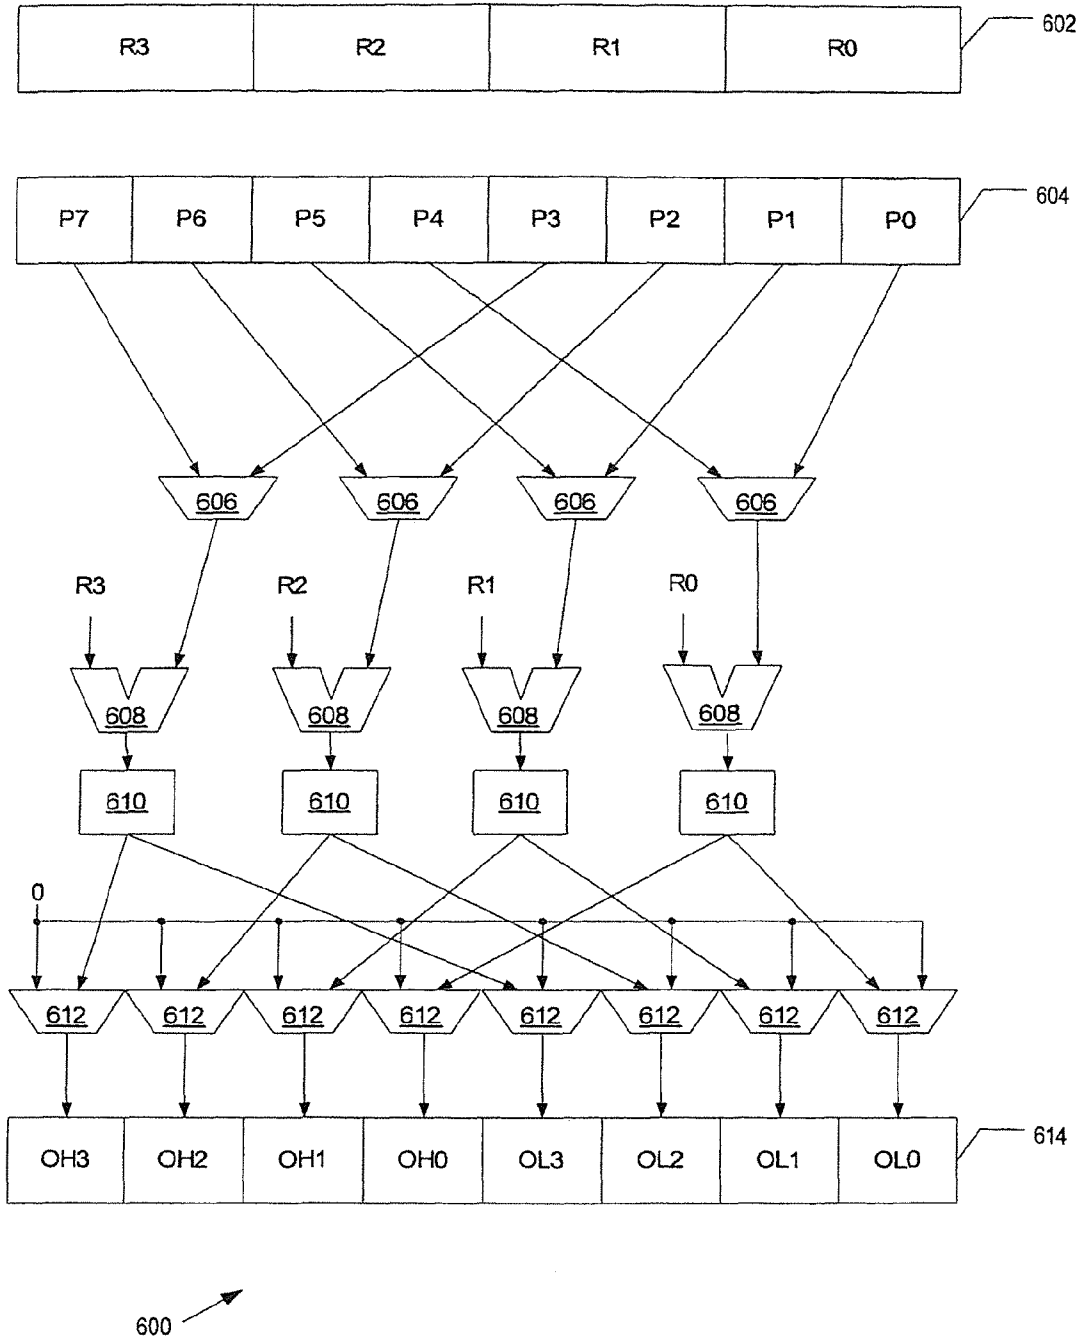 R3 R2 R1 R0 602
P7 P6 P5 P4 P3 P2 P1 P0 604
606 606 606 606
R3 R2 R1 R0
608 608 608 608
610 610 610 610
0
612 612 612 612 612 612 612 612
OH3 OH2 OH1 OH0 OL3 OL2 OL1 OL0 614
600